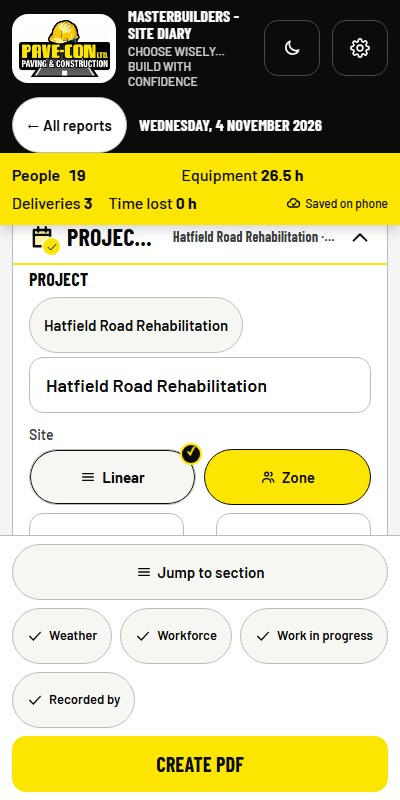 PAVE-CON LTD.
PAVING & CONSTRUCTION
MASTERBUILDERS -
SITE DIARY
CHOOSE WISELY...
BUILD WITH
CONFIDENCE
← All reports
WEDNESDAY, 4 NOVEMBER 2026
People 19
Equipment 26.5 h
Deliveries 3
Time lost 0 h
Saved on phone
PROJEC...
Hatfield Road Rehabilitation ·...
PROJECT
Hatfield Road Rehabilitation
Hatfield Road Rehabilitation
Site
Linear
Zone
Jump to section
Weather
Workforce
Work in progress
Recorded by
CREATE PDF